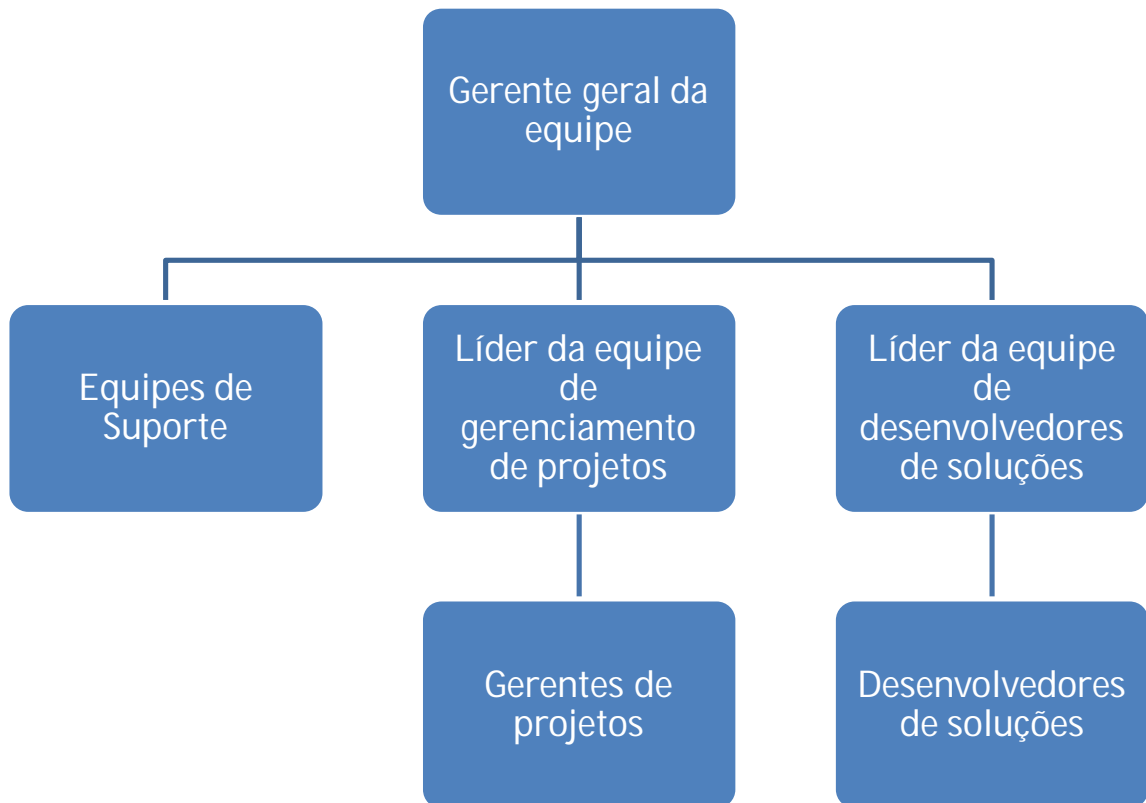 Gerente geral da
equipe
Equipes de
Suporte
Líder da equipe
de
gerenciamento
de projetos
Líder da equipe
de
desenvolvedores
de soluções
Gerentes de
projetos
Desenvolvedores
de soluções